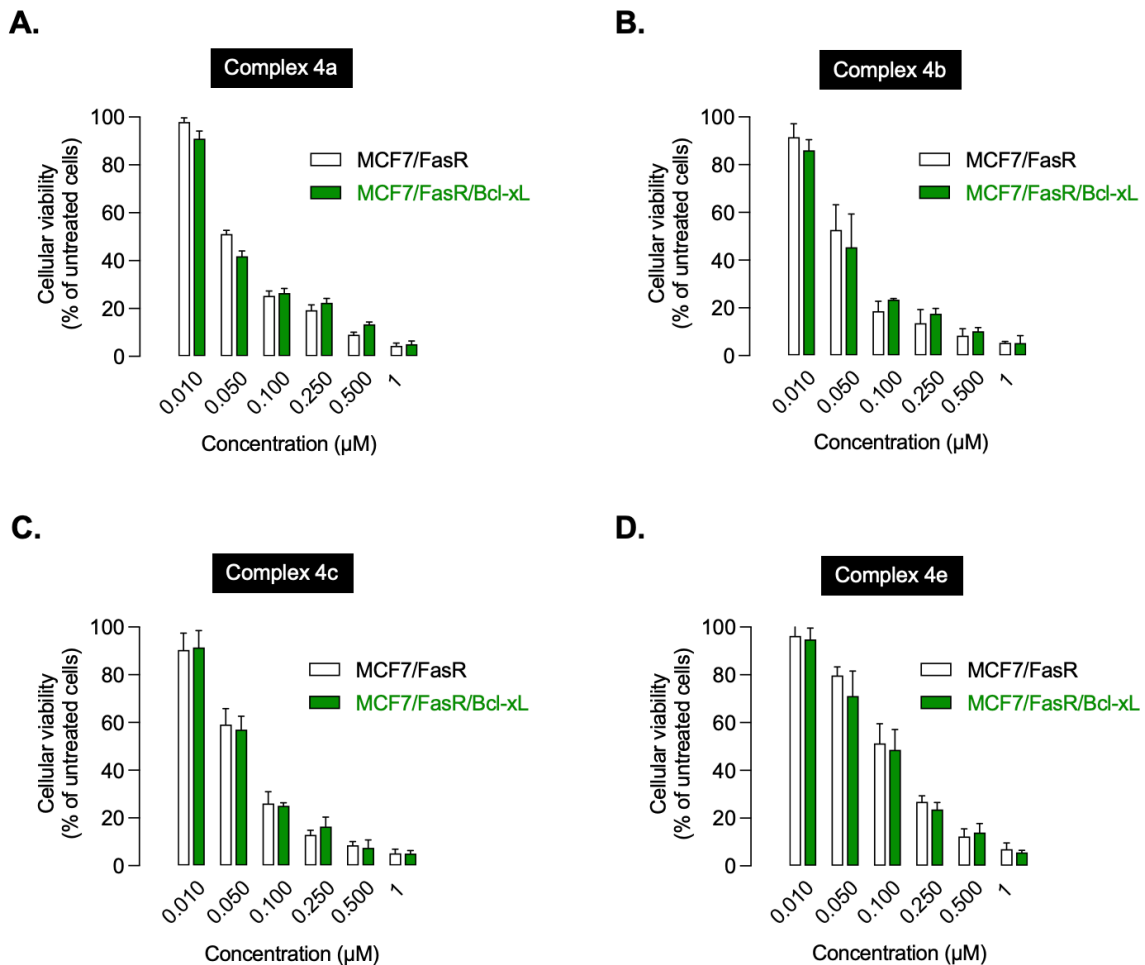 A.
Complex 4a
Cellular viability
(% of untreated cells)
100
80
60
40
20
0
MCF7/FasR
MCF7/FasR/Bcl-xL
0.010
0.050
0.100
0.250
0.500
1
Concentration (µM)
B.
Complex 4b
Cellular viability
(% of untreated cells)
100
80
60
40
20
0
MCF7/FasR
MCF7/FasR/Bcl-xL
0.010
0.050
0.100
0.250
0.500
1
Concentration (µM)
C.
Complex 4c
Cellular viability
(% of untreated cells)
100
80
60
40
20
0
MCF7/FasR
MCF7/FasR/Bcl-xL
0.010
0.050
0.100
0.250
0.500
1
Concentration (µM)
D.
Complex 4e
Cellular viability
(% of untreated cells)
100
80
60
40
20
0
MCF7/FasR
MCF7/FasR/Bcl-xL
0.010
0.050
0.100
0.250
0.500
1
Concentration (µM)